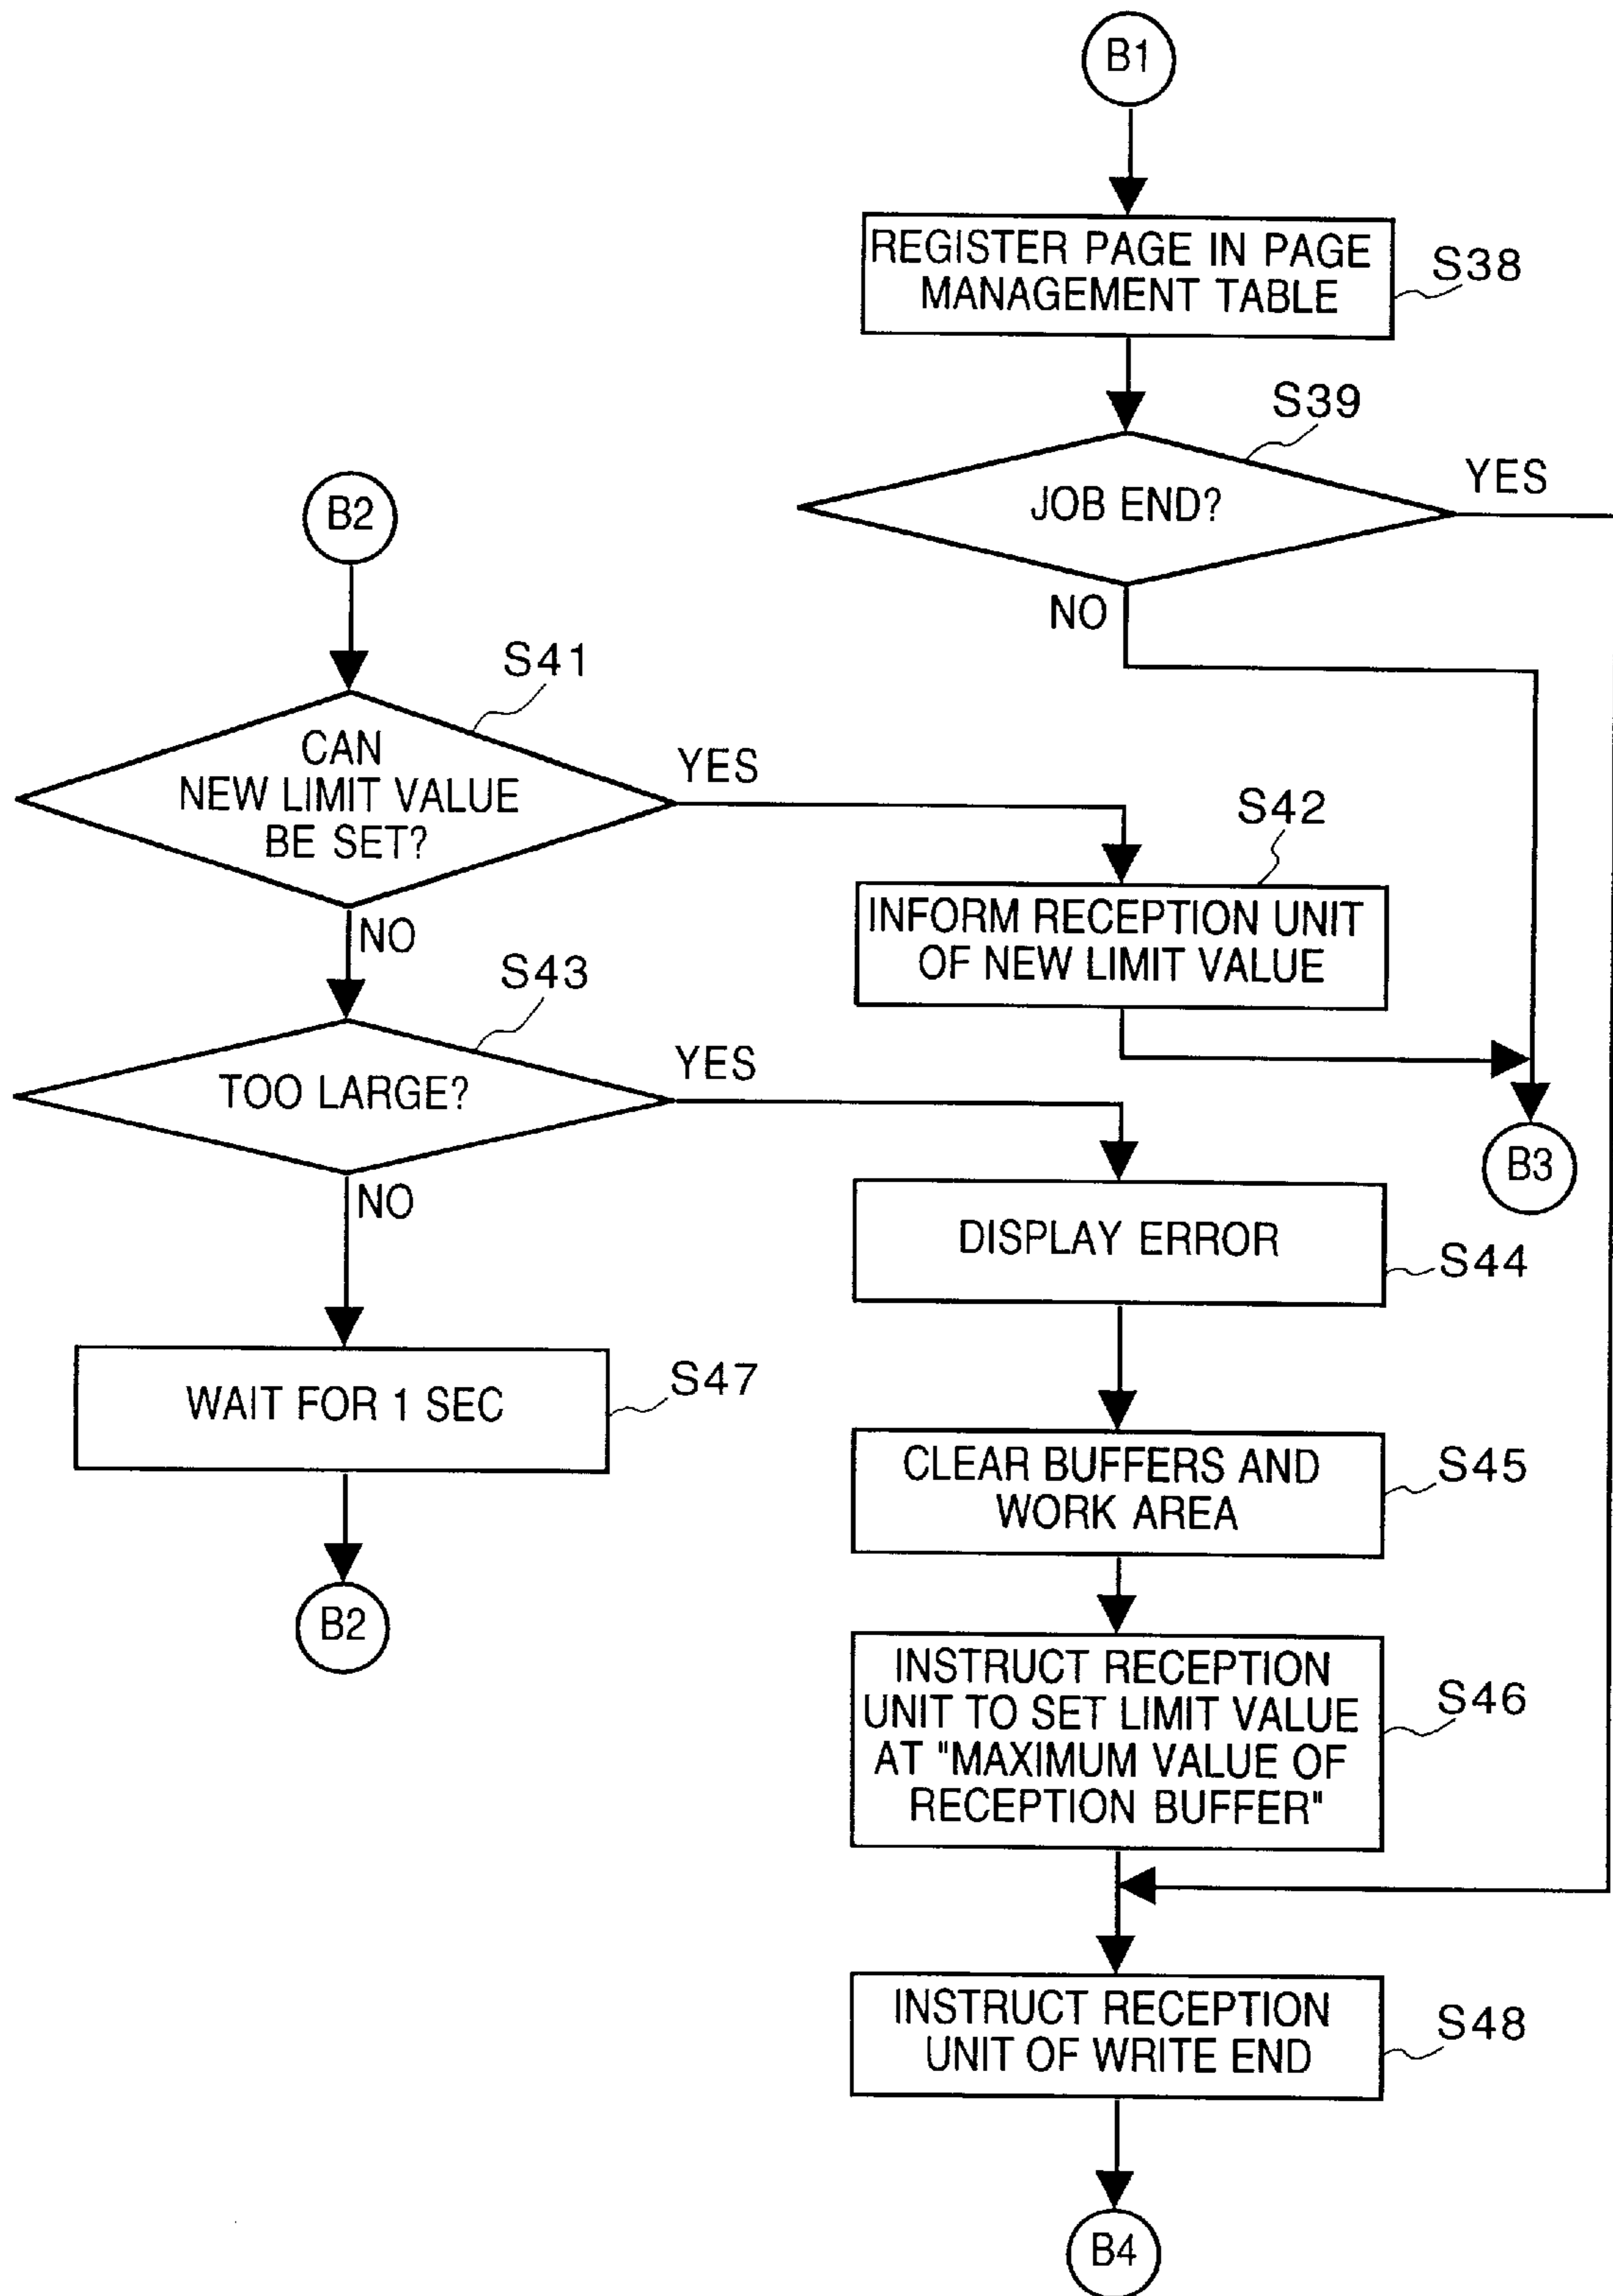 B1
REGISTER PAGE IN PAGE
MANAGEMENT TABLE
S38
S39
JOB END?
YES
NO
B2
S41
CAN
NEW LIMIT VALUE
BE SET?
YES
NO
S42
INFORM RECEPTION UNIT
OF NEW LIMIT VALUE
S43
TOO LARGE?
YES
NO
B3
DISPLAY ERROR
S44
WAIT FOR 1 SEC
S47
B2
CLEAR BUFFERS AND
WORK AREA
S45
INSTRUCT RECEPTION
UNIT TO SET LIMIT VALUE
AT "MAXIMUM VALUE OF
RECEPTION BUFFER"
S46
INSTRUCT RECEPTION
UNIT OF WRITE END
S48
B4